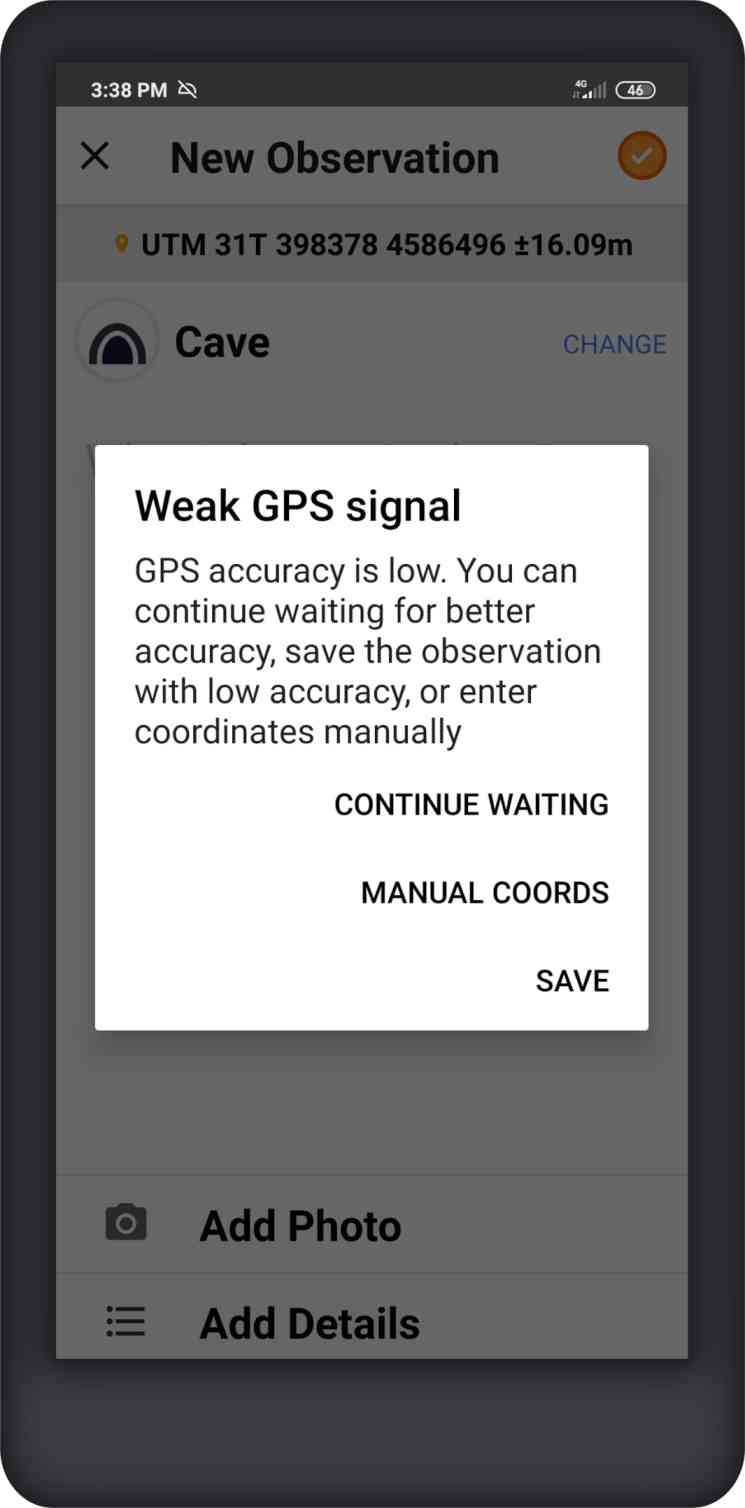 3:38 PM 4G 46
New Observation
UTM 31T 398378 4586496 ±16.09m
Cave CHANGE
Weak GPS signal
GPS accuracy is low. You can
continue waiting for better
accuracy, save the observation
with low accuracy, or enter
coordinates manually
CONTINUE WAITING
MANUAL COORDS
SAVE
Add Photo
Add Details